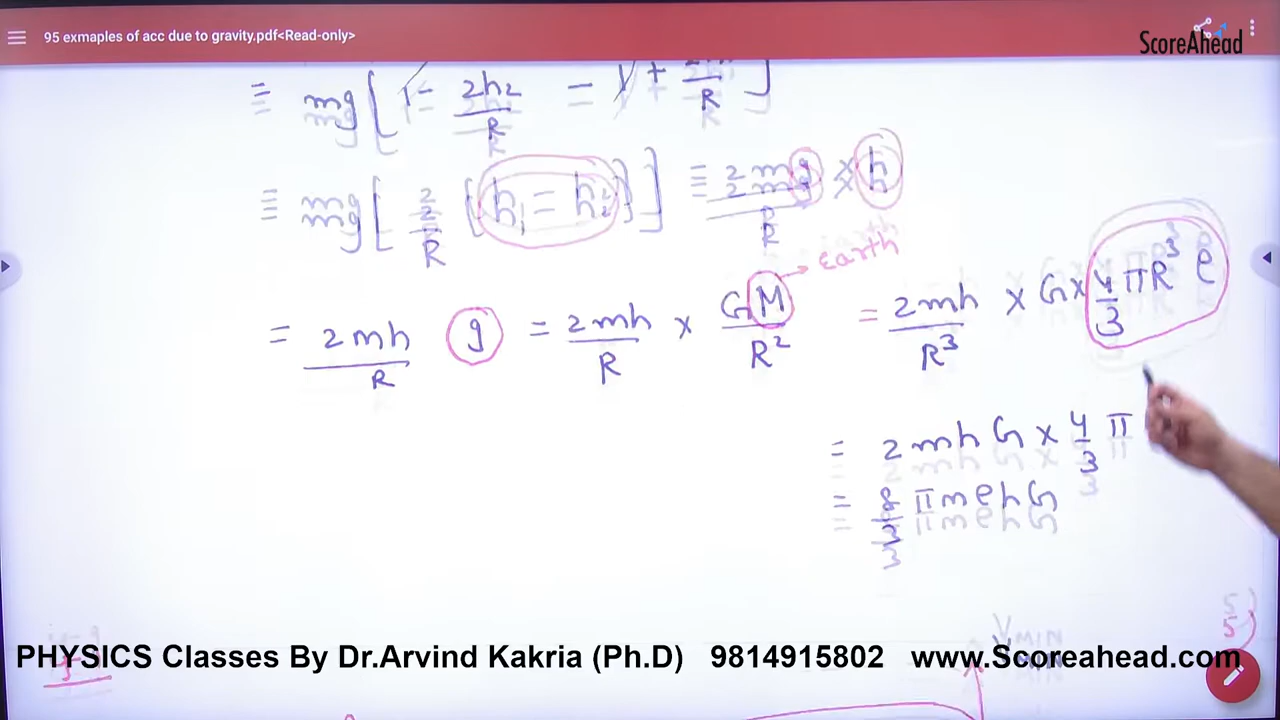 95 exmaples of acc due to gravity.pdf<Read-only>
ScoreAhead
= mg[1 - 2h₂/R = 1 + /R]
= mg[2/R (h₁ = h₂)] = 2mg/R × h
→ Earth
= 2mh/R g = 2mh/R × GM/R² = 2mh/R³ × G × 4/3 πR³ ρ
= 2mhG × 4/3 π
= 8/3 πmρhG
VMIN
PHYSICS Classes By Dr.Arvind Kakria (Ph.D) 9814915802 www.Scoreahead.com